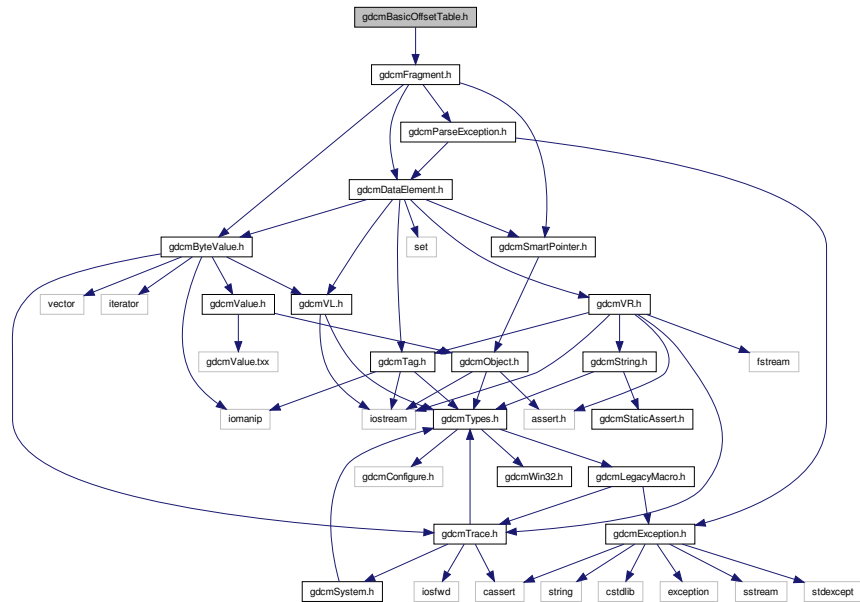 gdcmBasicOffsetTable.h
gdcmFragment.h
gdcmParseException.h
gdcmDataElement.h
gdcmByteValue.h
set
gdcmSmartPointer.h
vector
iterator
gdcmValue.h
gdcmVL.h
gdcmVR.h
gdcmValue.txx
gdcmTag.h
gdcmObject.h
gdcmString.h
fstream
iomanip
iostream
gdcmTypes.h
assert.h
gdcmStaticAssert.h
gdcmConfigure.h
gdcmWin32.h
gdcmLegacyMacro.h
gdcmTrace.h
gdcmException.h
gdcmSystem.h
iosfwd
cassert
string
cstdlib
exception
sstream
stdexcept